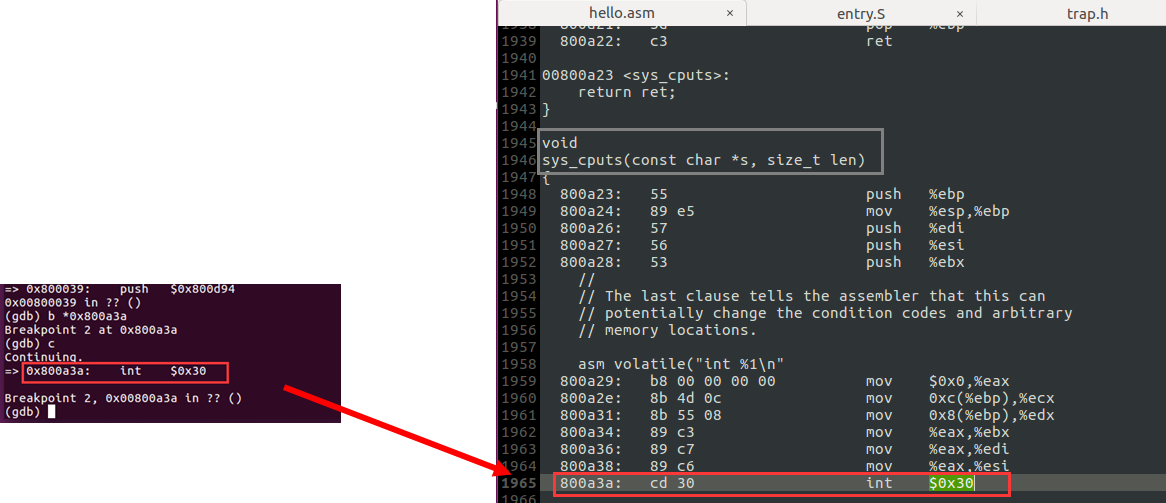 hello.asm × entry.S × trap.h
1939 800a22: c3 ret
1940
1941 00800a23 <sys_cputs>:
1942 return ret;
1943 }
1944
1945 void
1946 sys_cputs(const char *s, size_t len)
1947 {
1948 800a23: 55 push %ebp
1949 800a24: 89 e5 mov %esp,%ebp
1950 800a26: 57 push %edi
1951 800a27: 56 push %esi
1952 800a28: 53 push %ebx
1953 //
1954 // The last clause tells the assembler that this can
1955 // potentially change the condition codes and arbitrary
1956 // memory locations.
1957
1958 asm volatile("int %1\n"
1959 800a29: b8 00 00 00 00 mov $0x0,%eax
1960 800a2e: 8b 4d 0c mov 0xc(%ebp),%ecx
1961 800a31: 8b 55 08 mov 0x8(%ebp),%edx
1962 800a34: 89 c3 mov %eax,%ebx
1963 800a36: 89 c7 mov %eax,%edi
1964 800a38: 89 c6 mov %eax,%esi
1965 800a3a: cd 30 int $0x30
1966
=> 0x800039: push $0x800d94
0x00800039 in ?? ()
(gdb) b *0x800a3a
Breakpoint 2 at 0x800a3a
(gdb) c
Continuing.
=> 0x800a3a: int $0x30
Breakpoint 2, 0x00800a3a in ?? ()
(gdb)